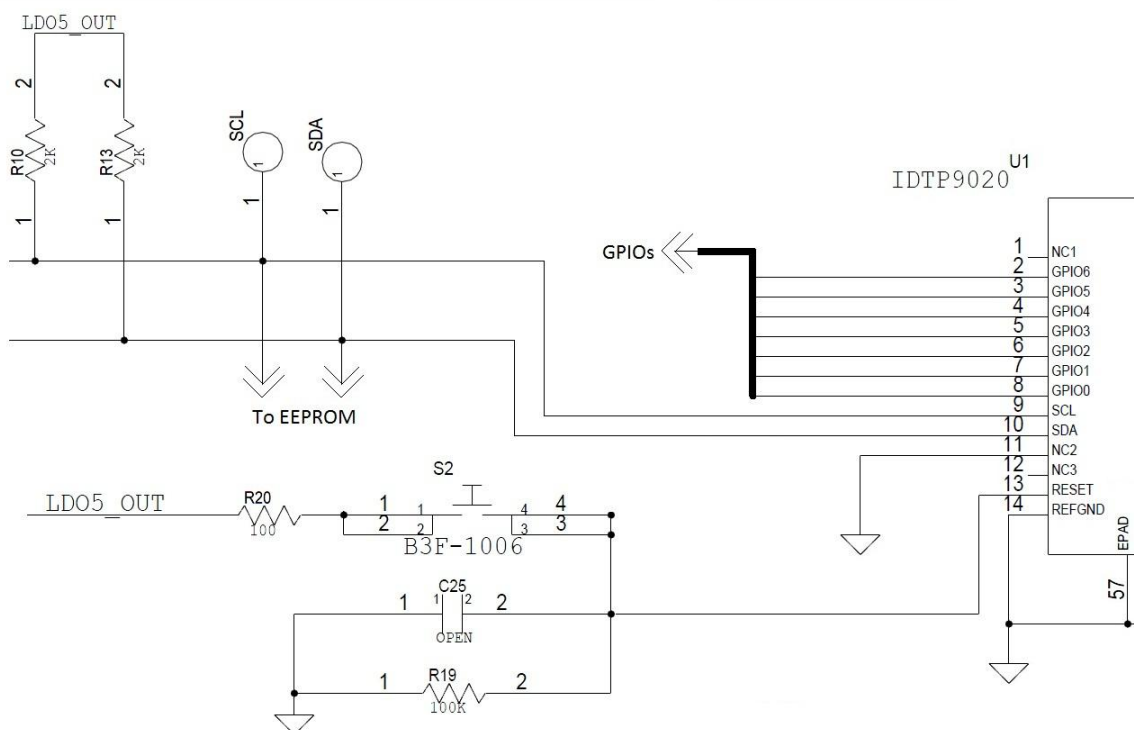 LDO5_OUT
2 2
R10 2K R13 2K
1 1
SCL 1
1
SDA 1
1
To EEPROM
U1
IDTP9020
GPIOs
1 NC1
2 GPIO6
3 GPIO5
4 GPIO4
5 GPIO3
6 GPIO2
7 GPIO1
8 GPIO0
9 SCL
10 SDA
11 NC2
12 NC3
13 RESET
14 REFGND
EPAD
57
S2
LDO5_OUT R20 1 1 4 4
100 2 2 3 3
B3F-1006
C25
1 1 2 2
OPEN
1 R19 2
100K